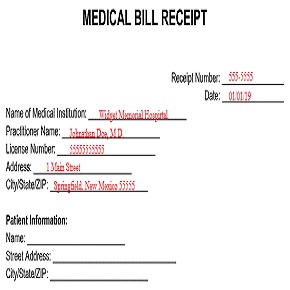 MEDICAL BILL RECEIPT
Receipt Number: 555-5555
Date: 01/01/19
Name of Medical Institution: Widget Memorial Hospital
Practitioner Name: Johnathan Doe, M.D
License Number: 55555555555
Address: 1 Main Street
City/State/ZIP: Springfield, New Mexico 55555
Patient Information:
Name:
Street Address:
City/State/ZIP: